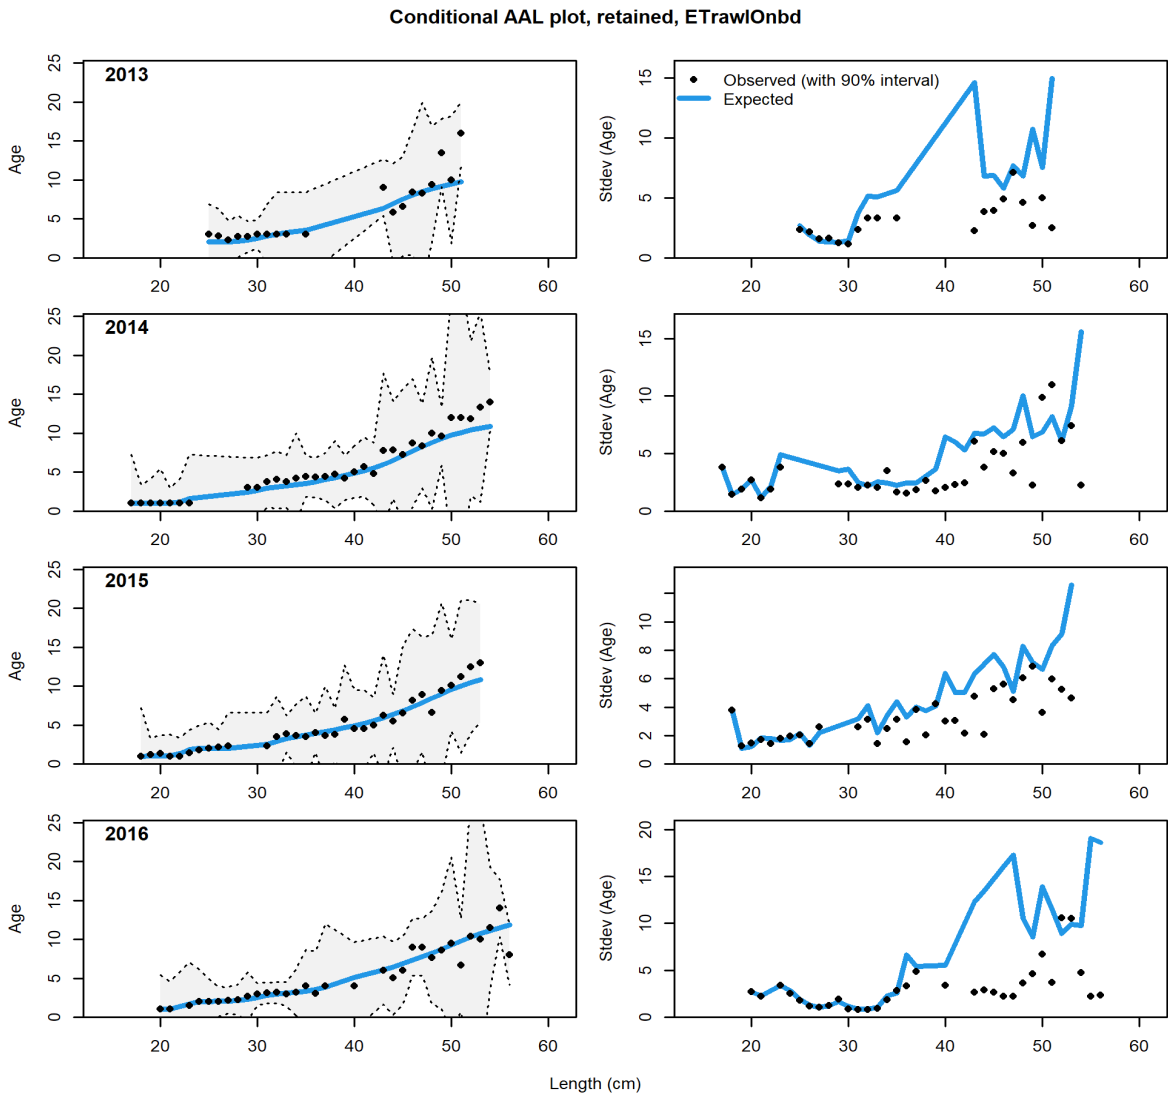 Conditional AAL plot, retained, ETrawlOnbd
2013
Age
0 5 10 15 20 25
20 30 40 50 60
Observed (with 90% interval)
Expected
Stdev (Age)
0 5 10 15
20 30 40 50 60
2014
Age
0 5 10 15 20 25
20 30 40 50 60
Stdev (Age)
0 5 10 15
20 30 40 50 60
2015
Age
0 5 10 15 20 25
20 30 40 50 60
Stdev (Age)
0 2 4 6 8 10
20 30 40 50 60
2016
Age
0 5 10 15 20 25
20 30 40 50 60
Stdev (Age)
0 5 10 15 20
20 30 40 50 60
Length (cm)